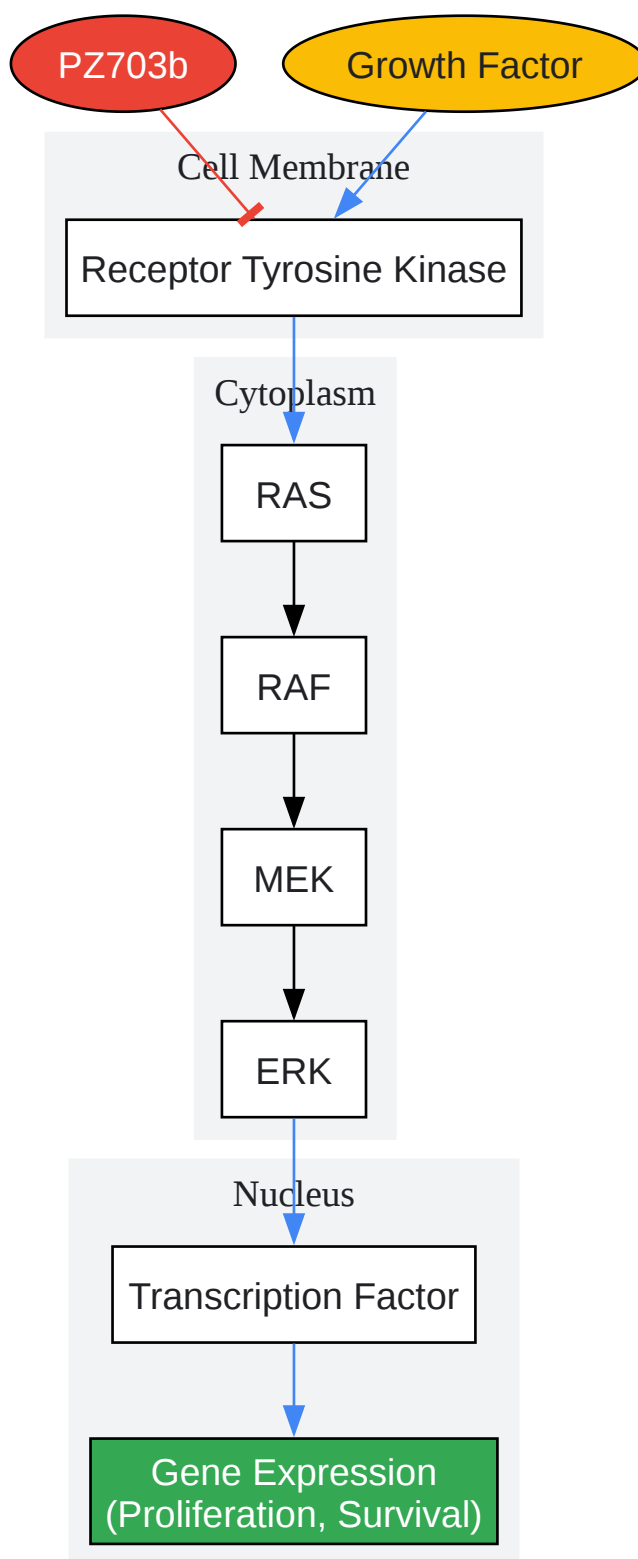 PZ703b
Growth Factor
Cell Membrane
Receptor Tyrosine Kinase
Cytoplasm
RAS
RAF
MEK
ERK
Nucleus
Transcription Factor
Gene Expression
(Proliferation, Survival)